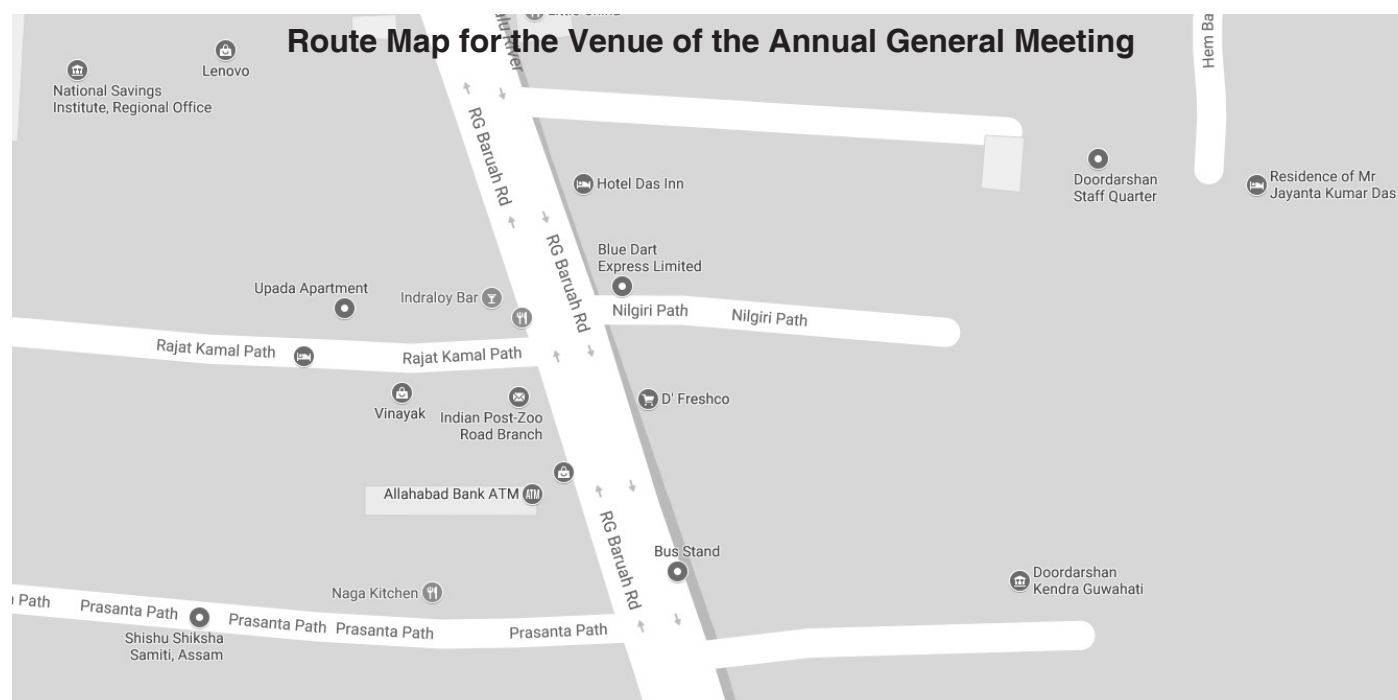 Route Map for the Venue of the Annual General Meeting
River
Hem Ba
Lenovo
National Savings
Institute, Regional Office
RG Baruah Rd
Hotel Das Inn
Doordarshan
Staff Quarter
Residence of Mr
Jayanta Kumar Das
RG Baruah Rd
Blue Dart
Express Limited
Upada Apartment
Indraloy Bar
Nilgiri Path
Nilgiri Path
Rajat Kamal Path
Rajat Kamal Path
Vinayak
Indian Post-Zoo
Road Branch
D' Freshco
Allahabad Bank ATM
ATM
RG Baruah Rd
Bus Stand
Doordarshan
Kendra Guwahati
Naga Kitchen
Path
Prasanta Path
Prasanta Path
Prasanta Path
Prasanta Path
Shishu Shiksha
Samiti, Assam